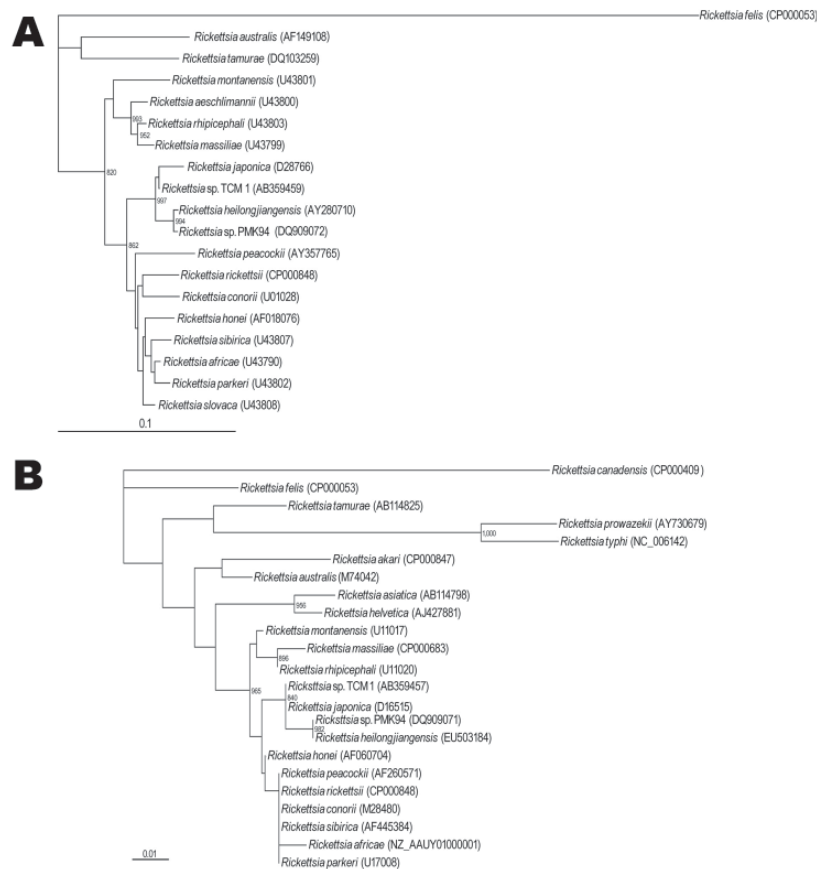 A
Rickettsia felis (CP000053)
Rickettsia australis (AF149108)
Rickettsia tamurae (DQ103259)
Rickettsia montanensis (U43801)
Rickettsia aeschlimannii (U43800)
993
Rickettsia rhipicephali (U43803)
952
Rickettsia massiliae (U43799)
820
Rickettsia japonica (D28766)
Rickettsia sp. TCM 1 (AB359459)
997
Rickettsia heilongjiangensis (AY280710)
994
Rickettsia sp. PMK94 (DQ909072)
862
Rickettsia peacockii (AY357765)
Rickettsia rickettsii (CP000848)
Rickettsia conorii (U01028)
Rickettsia honei (AF018076)
Rickettsia sibirica (U43807)
Rickettsia africae (U43790)
Rickettsia parkeri (U43802)
Rickettsia slovaca (U43808)
0.1
B
Rickettsia canadensis (CP000409)
Rickettsia felis (CP000053)
Rickettsia tamurae (AB114825)
Rickettsia prowazekii (AY730679)
1,000
Rickettsia typhi (NC_006142)
Rickettsia akari (CP000847)
Rickettsia australis (M74042)
Rickettsia asiatica (AB114798)
956
Rickettsia helvetica (AJ427881)
Rickettsia montanensis (U11017)
Rickettsia massiliae (CP000683)
896
Rickettsia rhipicephali (U11020)
Ricksttsia sp. TCM 1 (AB359457)
965
840
Rickettsia japonica (D16515)
Ricksttsia sp. PMK94 (DQ909071)
982
Rickettsia heilongjiangensis (EU503184)
Rickettsia honei (AF060704)
Rickettsia peacockii (AF260571)
Rickettsia rickettsii (CP000848)
Rickettsia conorii (M28480)
Rickettsia sibirica (AF445384)
Rickettsia africae (NZ_AAUY01000001)
Rickettsia parkeri (U17008)
0.01